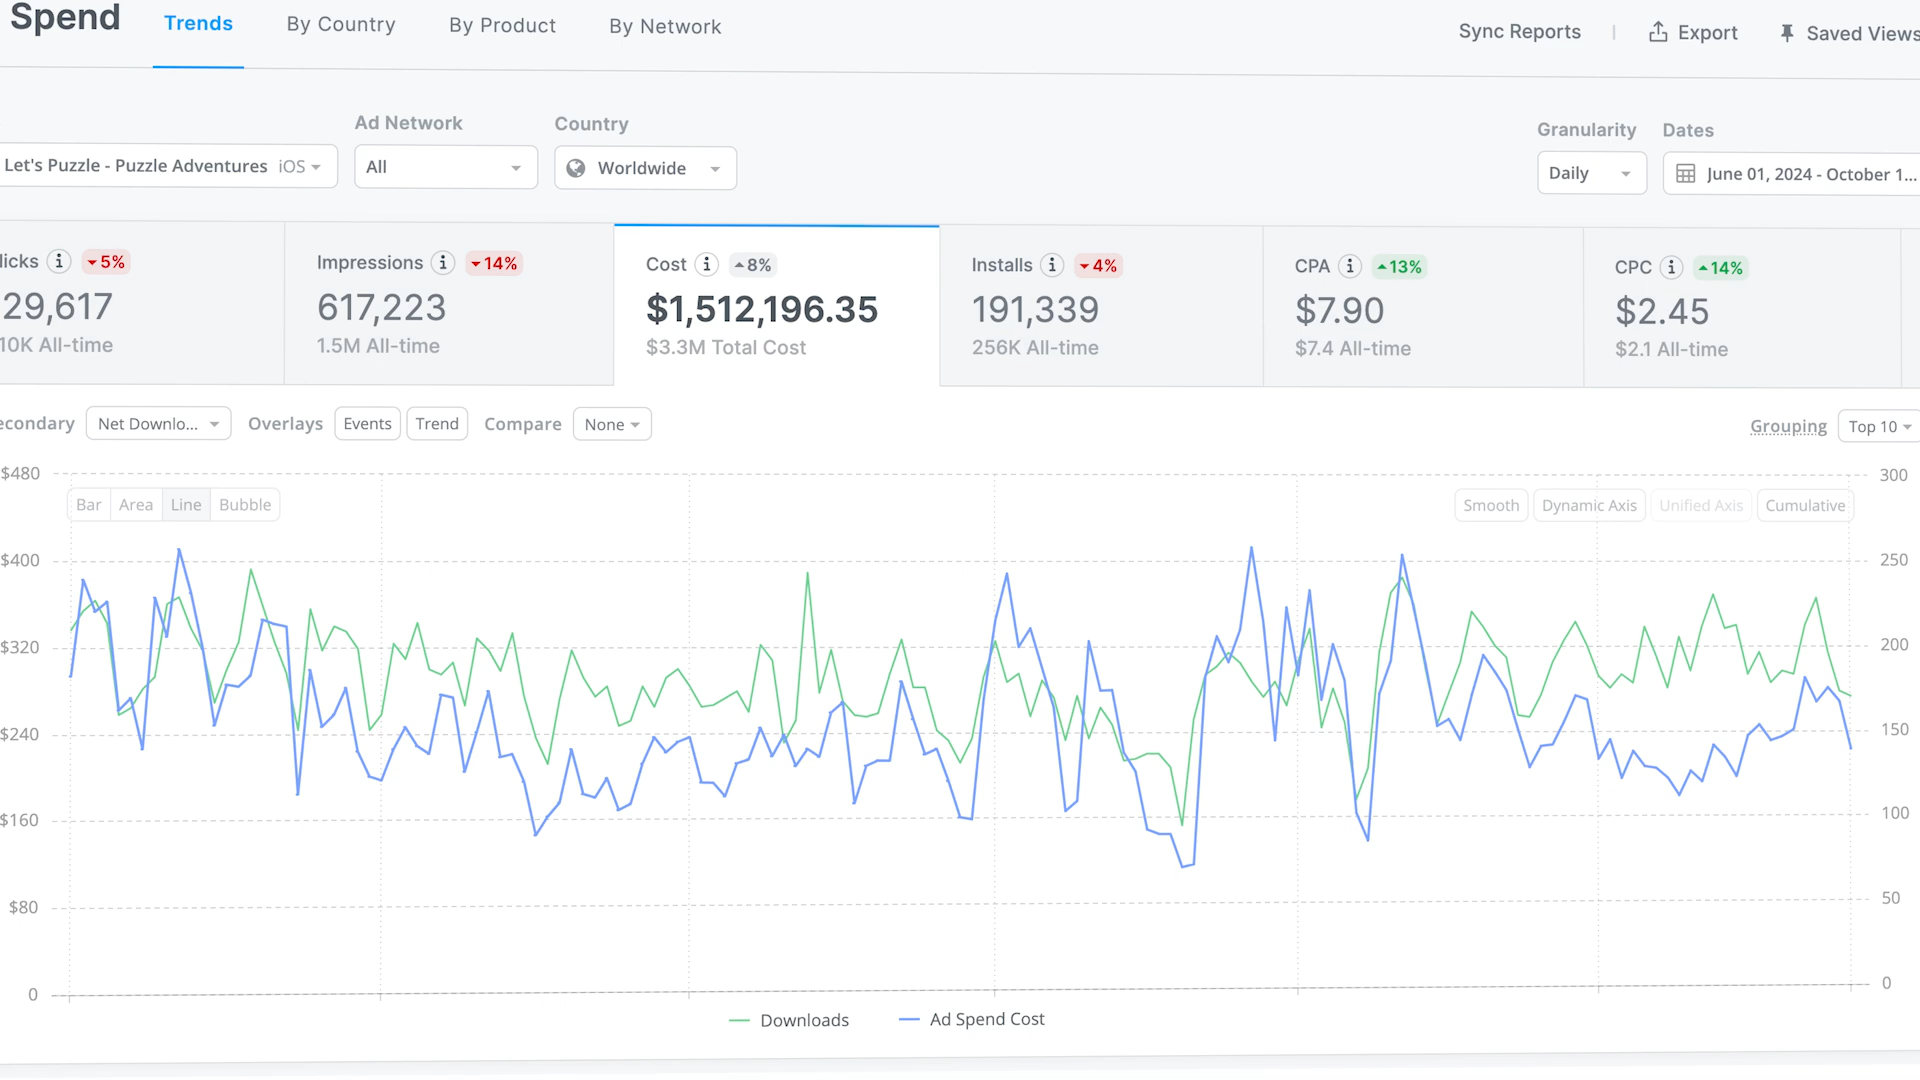 Spend
Trends
By Country
By Product
By Network
Sync Reports
Export
Saved Views
Ad Network
Country
Granularity
Dates
Let's Puzzle - Puzzle Adventures iOS
All
Worldwide
Daily
June 01, 2024 - October 1...
licks 5%
29,617
10K All-time
Impressions 14%
617,223
1.5M All-time
Cost 8%
$1,512,196.35
$3.3M Total Cost
Installs 4%
191,339
256K All-time
CPA 13%
$7.90
$7.4 All-time
CPC 14%
$2.45
$2.1 All-time
econdary
Net Downlo...
Overlays
Events
Trend
Compare
None
Grouping
Top 10
Bar
Area
Line
Bubble
Smooth
Dynamic Axis
Unified Axis
Cumulative
$480
$400
$320
$240
$160
$80
0
300
250
200
150
100
50
0
Downloads
Ad Spend Cost